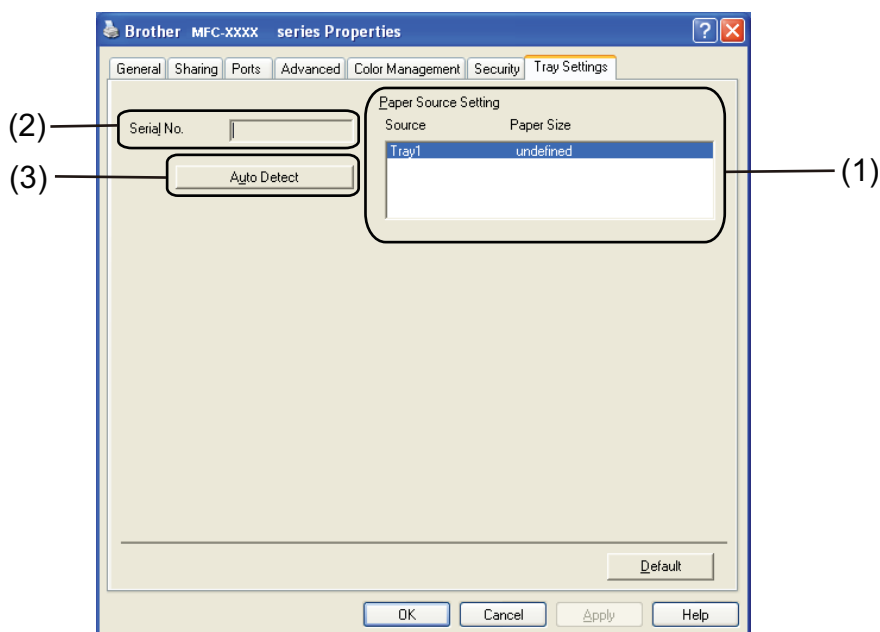 Brother MFC-XXXX series Properties
General Sharing Ports Advanced Color Management Security Tray Settings
Paper Source Setting
(2) Serial No. Source Paper Size
Tray1 undefined
(3) Auto Detect
(1)
Default
OK Cancel Apply Help